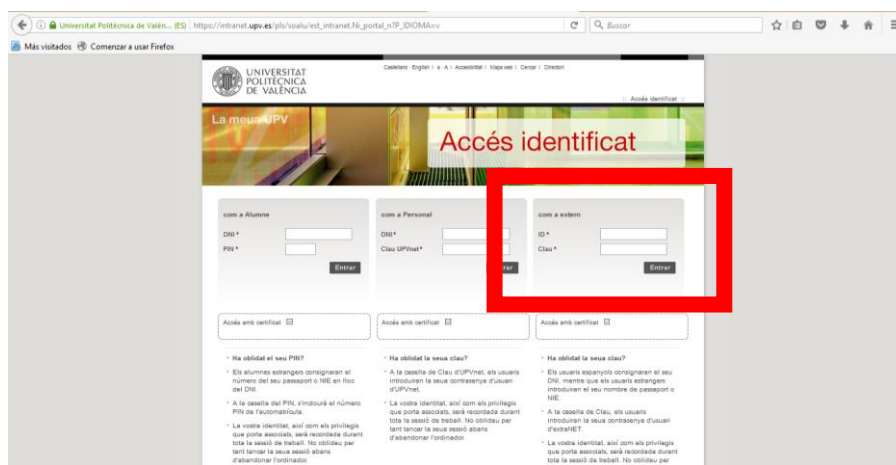 Universitat Politècnica de Valèn... (ES)
https://intranet.upv.es/pls/soalu/est_intranet.Ni_portal_n?P_IDIOMA=v
Buscar
Más visitados
Comenzar a usar Firefox
UNIVERSITAT
POLITÈCNICA
DE VALÈNCIA
Castellano · English | A | Accesibilitat | Mapa web | Cercar | Directori
:: Accés identificat ::
La meua UPV
Accés identificat
com a Alumne
DNI *
PIN *
Entrar
Accés amb certificat
com a Personal
DNI *
Clau UPVnet *
Accés amb certificat
com a extern
ID *
Clau *
Entrar
Accés amb certificat
Ha oblidat el seu PIN?
Els alumnes estrangers consignaran el
número del seu passaport o NIE en lloc
del DNI.
A la casella del PIN, s'indourà el número
PIN de l'automatrícula.
La vostra identitat, així com els privilegis
que porta associats, serà recordada durant
tota la sessió de treball. No oblideu per
tant tancar la seua sessió abans
d'abandonar l'ordinador.
Ha oblidat la seua clau?
A la casella de Clau d'UPVnet, els usuaris
introduiran la seua contrasenya d'usuari
d'UPVnet.
La vostra identitat, així com els privilegis
que porta associats, serà recordada durant
tota la sessió de treball. No oblideu per
tant tancar la seua sessió abans
d'abandonar l'ordinador.
Ha oblidat la seua clau?
Els usuaris espanyols consignaran el seu
DNI, mentre que els usuaris estrangers
introduiran el seu nombre de passaport o
NIE.
A la casella de Clau, els usuaris
introduiran la seua contrasenya d'usuari
d'extraNET.
La vostra identitat, així com els privilegis
que porta associats, serà recordada durant
tota la sessió de treball. No oblideu per